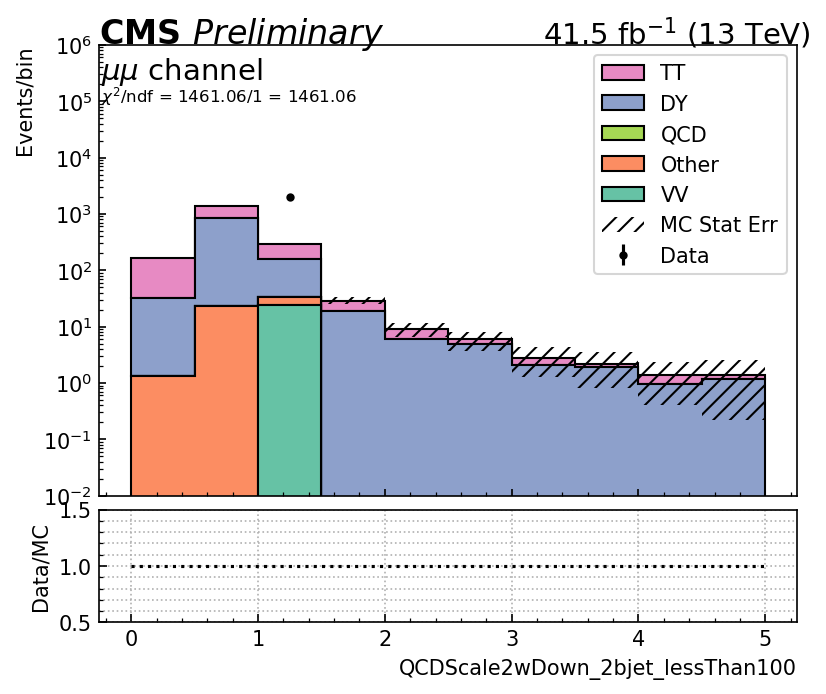 CMS Preliminary 41.5 fb⁻¹ (13 TeV)
μμ channel
χ²/ndf = 1461.06/1 = 1461.06
Events/bin
10⁶
10⁵
10⁴
10³
10²
10¹
10⁰
10⁻¹
10⁻²
TT
DY
QCD
Other
VV
MC Stat Err
Data
Data/MC
1.5
1.0
0.5
0 1 2 3 4 5
QCDScale2wDown_2bjet_lessThan100